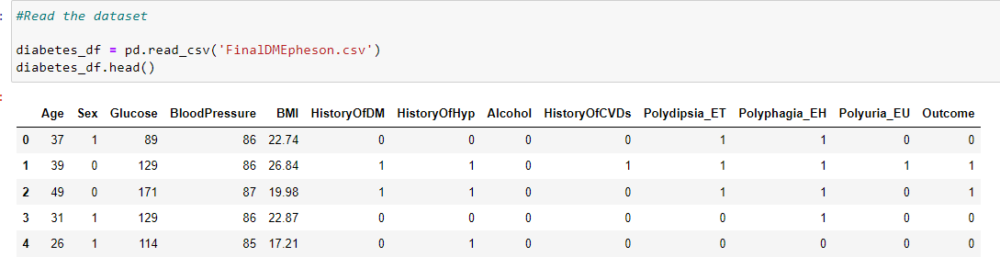 #Read the dataset
diabetes_df = pd.read_csv('FinalDMEpheson.csv')
diabetes_df.head()
Age Sex Glucose BloodPressure BMI HistoryOfDM HistoryOfHyp Alcohol HistoryOfCVDs Polydipsia_ET Polyphagia_EH Polyuria_EU Outcome
0 37 1 89 86 22.74 0 0 0 0 1 1 0 0
1 39 0 129 86 26.84 1 1 0 1 1 1 1 1
2 49 0 171 87 19.98 1 1 0 0 1 1 0 1
3 31 1 129 86 22.87 0 0 0 0 0 1 0 0
4 26 1 114 85 17.21 0 1 0 0 0 0 0 0